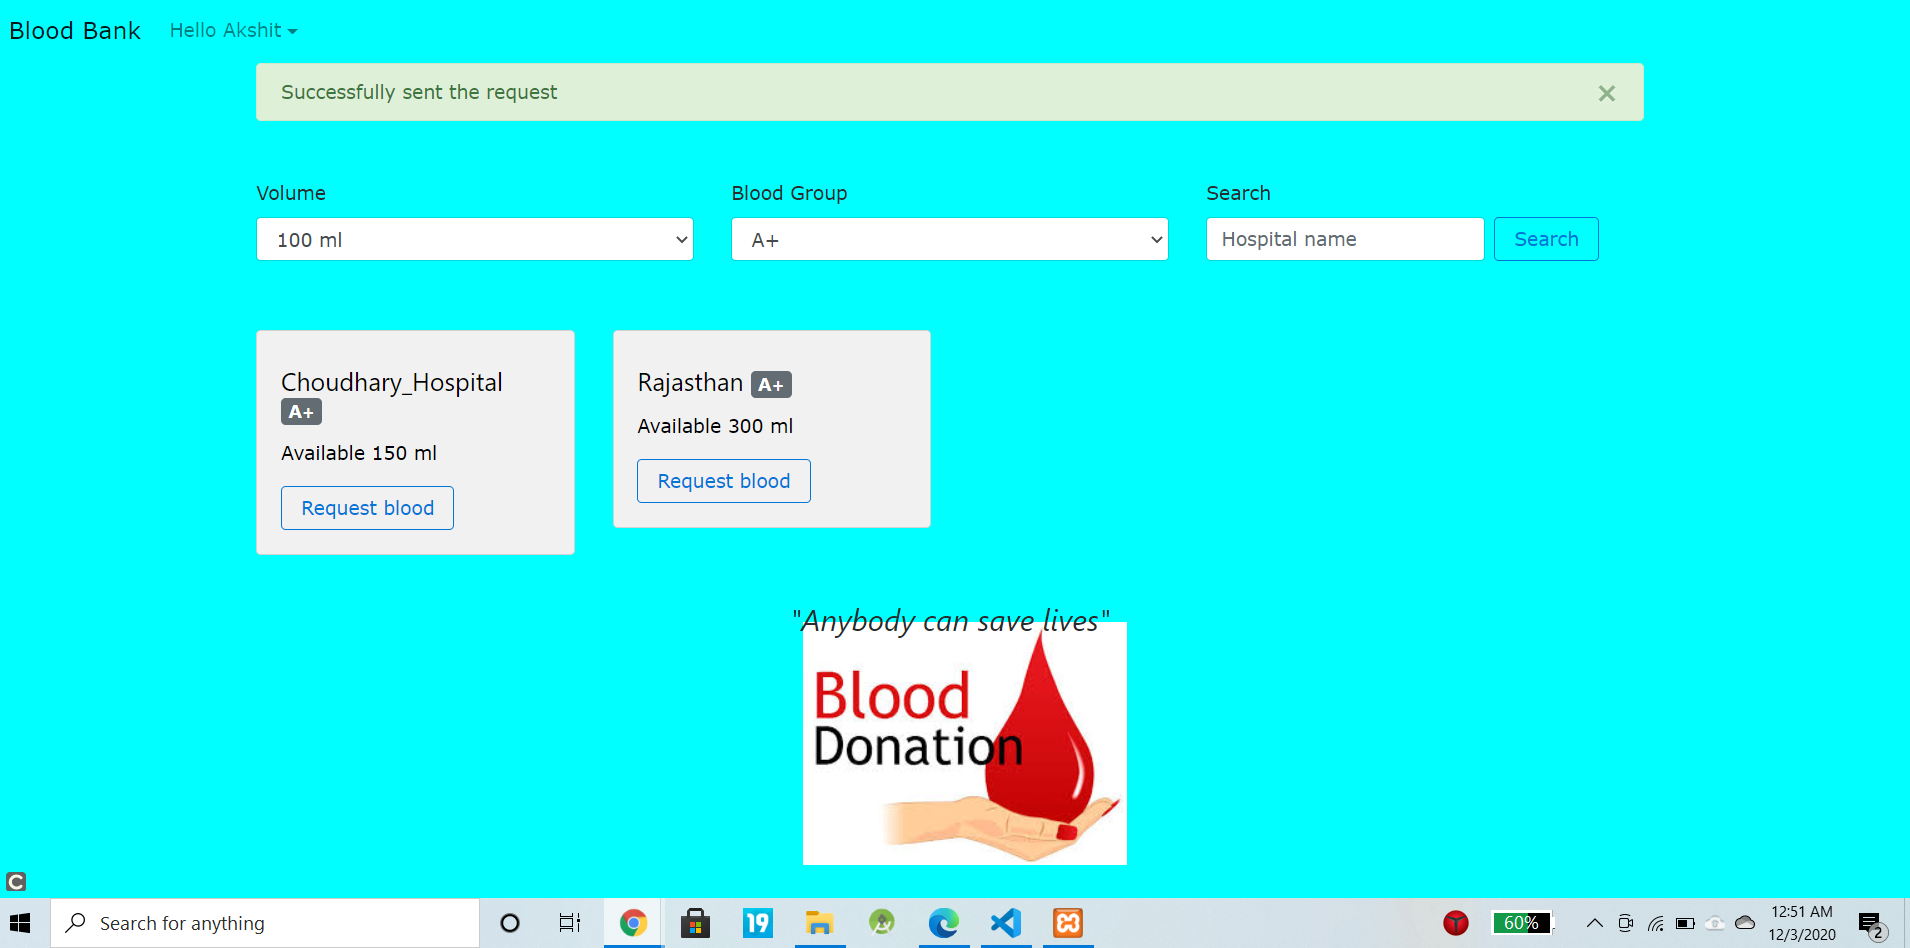 Blood Bank Hello Akshit
Successfully sent the request ×
Volume Blood Group Search
100 ml A+ Hospital name Search
Choudhary_Hospital
A+
Available 150 ml
Request blood
Rajasthan A+
Available 300 ml
Request blood
"Anybody can save lives"
Blood
Donation
C
Search for anything
19
60%
12:51 AM
12/3/2020
2